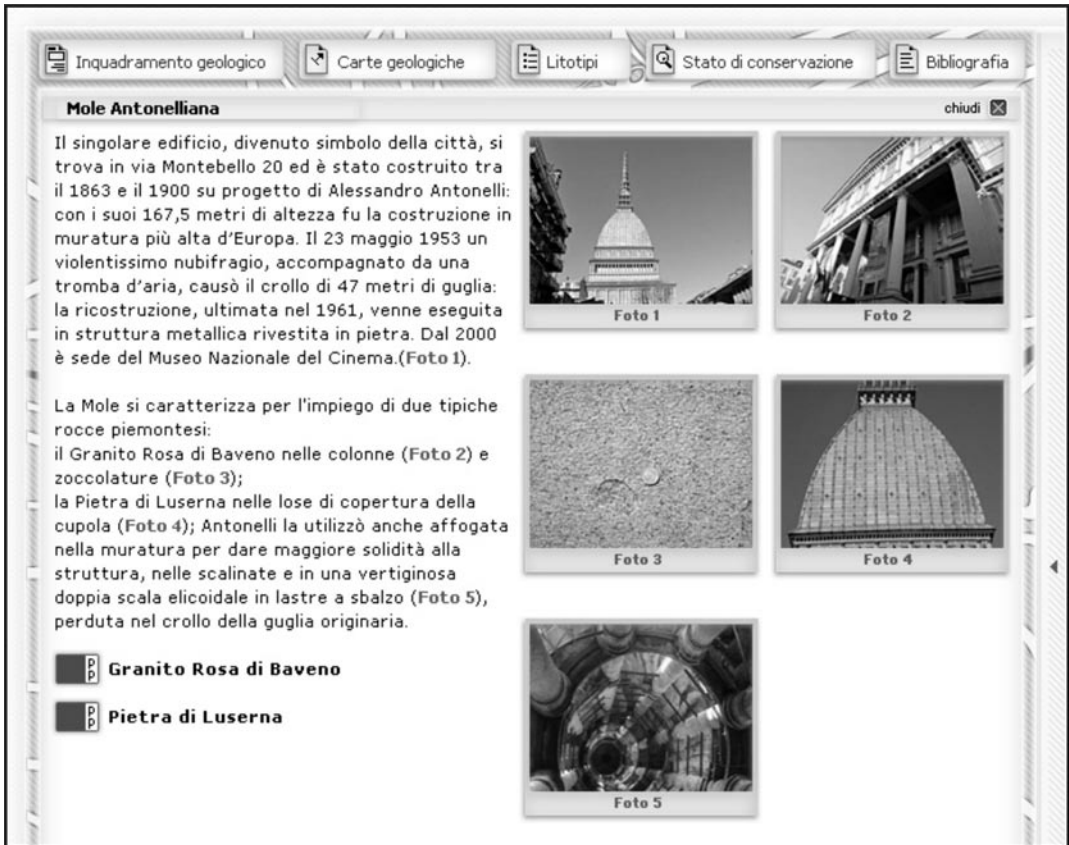 Inquadramento geologico
Carte geologiche
Litotipi
Stato di conservazione
Bibliografia
Mole Antonelliana
chiudi
Il singolare edificio, divenuto simbolo della città, si
trova in via Montebello 20 ed è stato costruito tra
il 1863 e il 1900 su progetto di Alessandro Antonelli:
con i suoi 167,5 metri di altezza fu la costruzione in
muratura più alta d'Europa. Il 23 maggio 1953 un
violentissimo nubifragio, accompagnato da una
tromba d'aria, causò il crollo di 47 metri di guglia:
la ricostruzione, ultimata nel 1961, venne eseguita
in struttura metallica rivestita in pietra. Dal 2000
è sede del Museo Nazionale del Cinema.(Foto 1).
La Mole si caratterizza per l'impiego di due tipiche
rocce piemontesi:
il Granito Rosa di Baveno nelle colonne (Foto 2) e
zoccolature (Foto 3);
la Pietra di Luserna nelle lose di copertura della
cupola (Foto 4); Antonelli la utilizzò anche affogata
nella muratura per dare maggiore solidità alla
struttura, nelle scalinate e in una vertiginosa
doppia scala elicoidale in lastre a sbalzo (Foto 5),
perduta nel crollo della guglia originaria.
PP Granito Rosa di Baveno
PP Pietra di Luserna
Foto 1
Foto 2
Foto 3
Foto 4
Foto 5